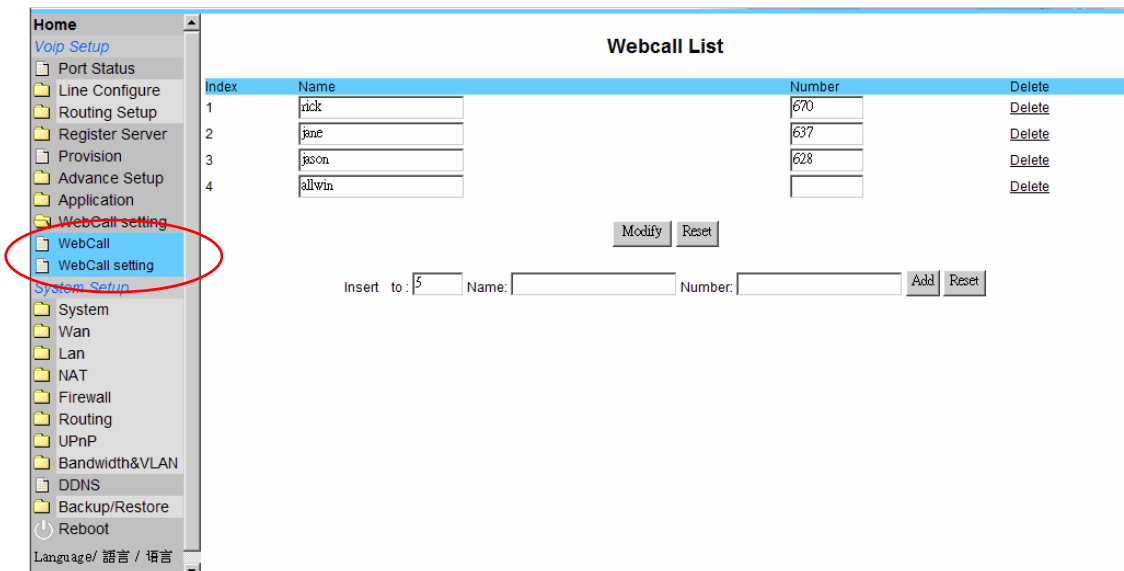 Home
Voip Setup
Port Status
Line Configure
Routing Setup
Register Server
Provision
Advance Setup
Application
WebCall setting
WebCall
WebCall setting
System Setup
System
Wan
Lan
NAT
Firewall
Routing
UPnP
Bandwidth&VLAN
DDNS
Backup/Restore
Reboot
Language/ 語言 / 语言
Webcall List
Index Name Number Delete
1 rick 670 Delete
2 jane 637 Delete
3 jason 628 Delete
4 allwin Delete
Modify Reset
Insert to : 5 Name: Number: Add Reset